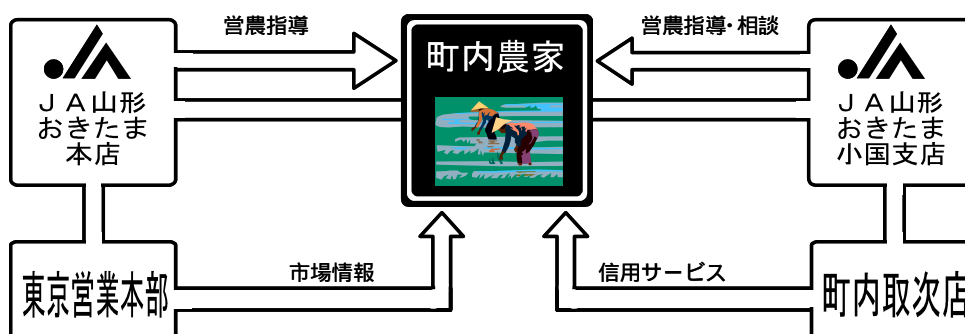 営農指導
営農指導・相談
町内農家
ＪＡ山形
おきたま
本店
ＪＡ山形
おきたま
小国支店
市場情報
信用サービス
東京営業本部
町内取次店